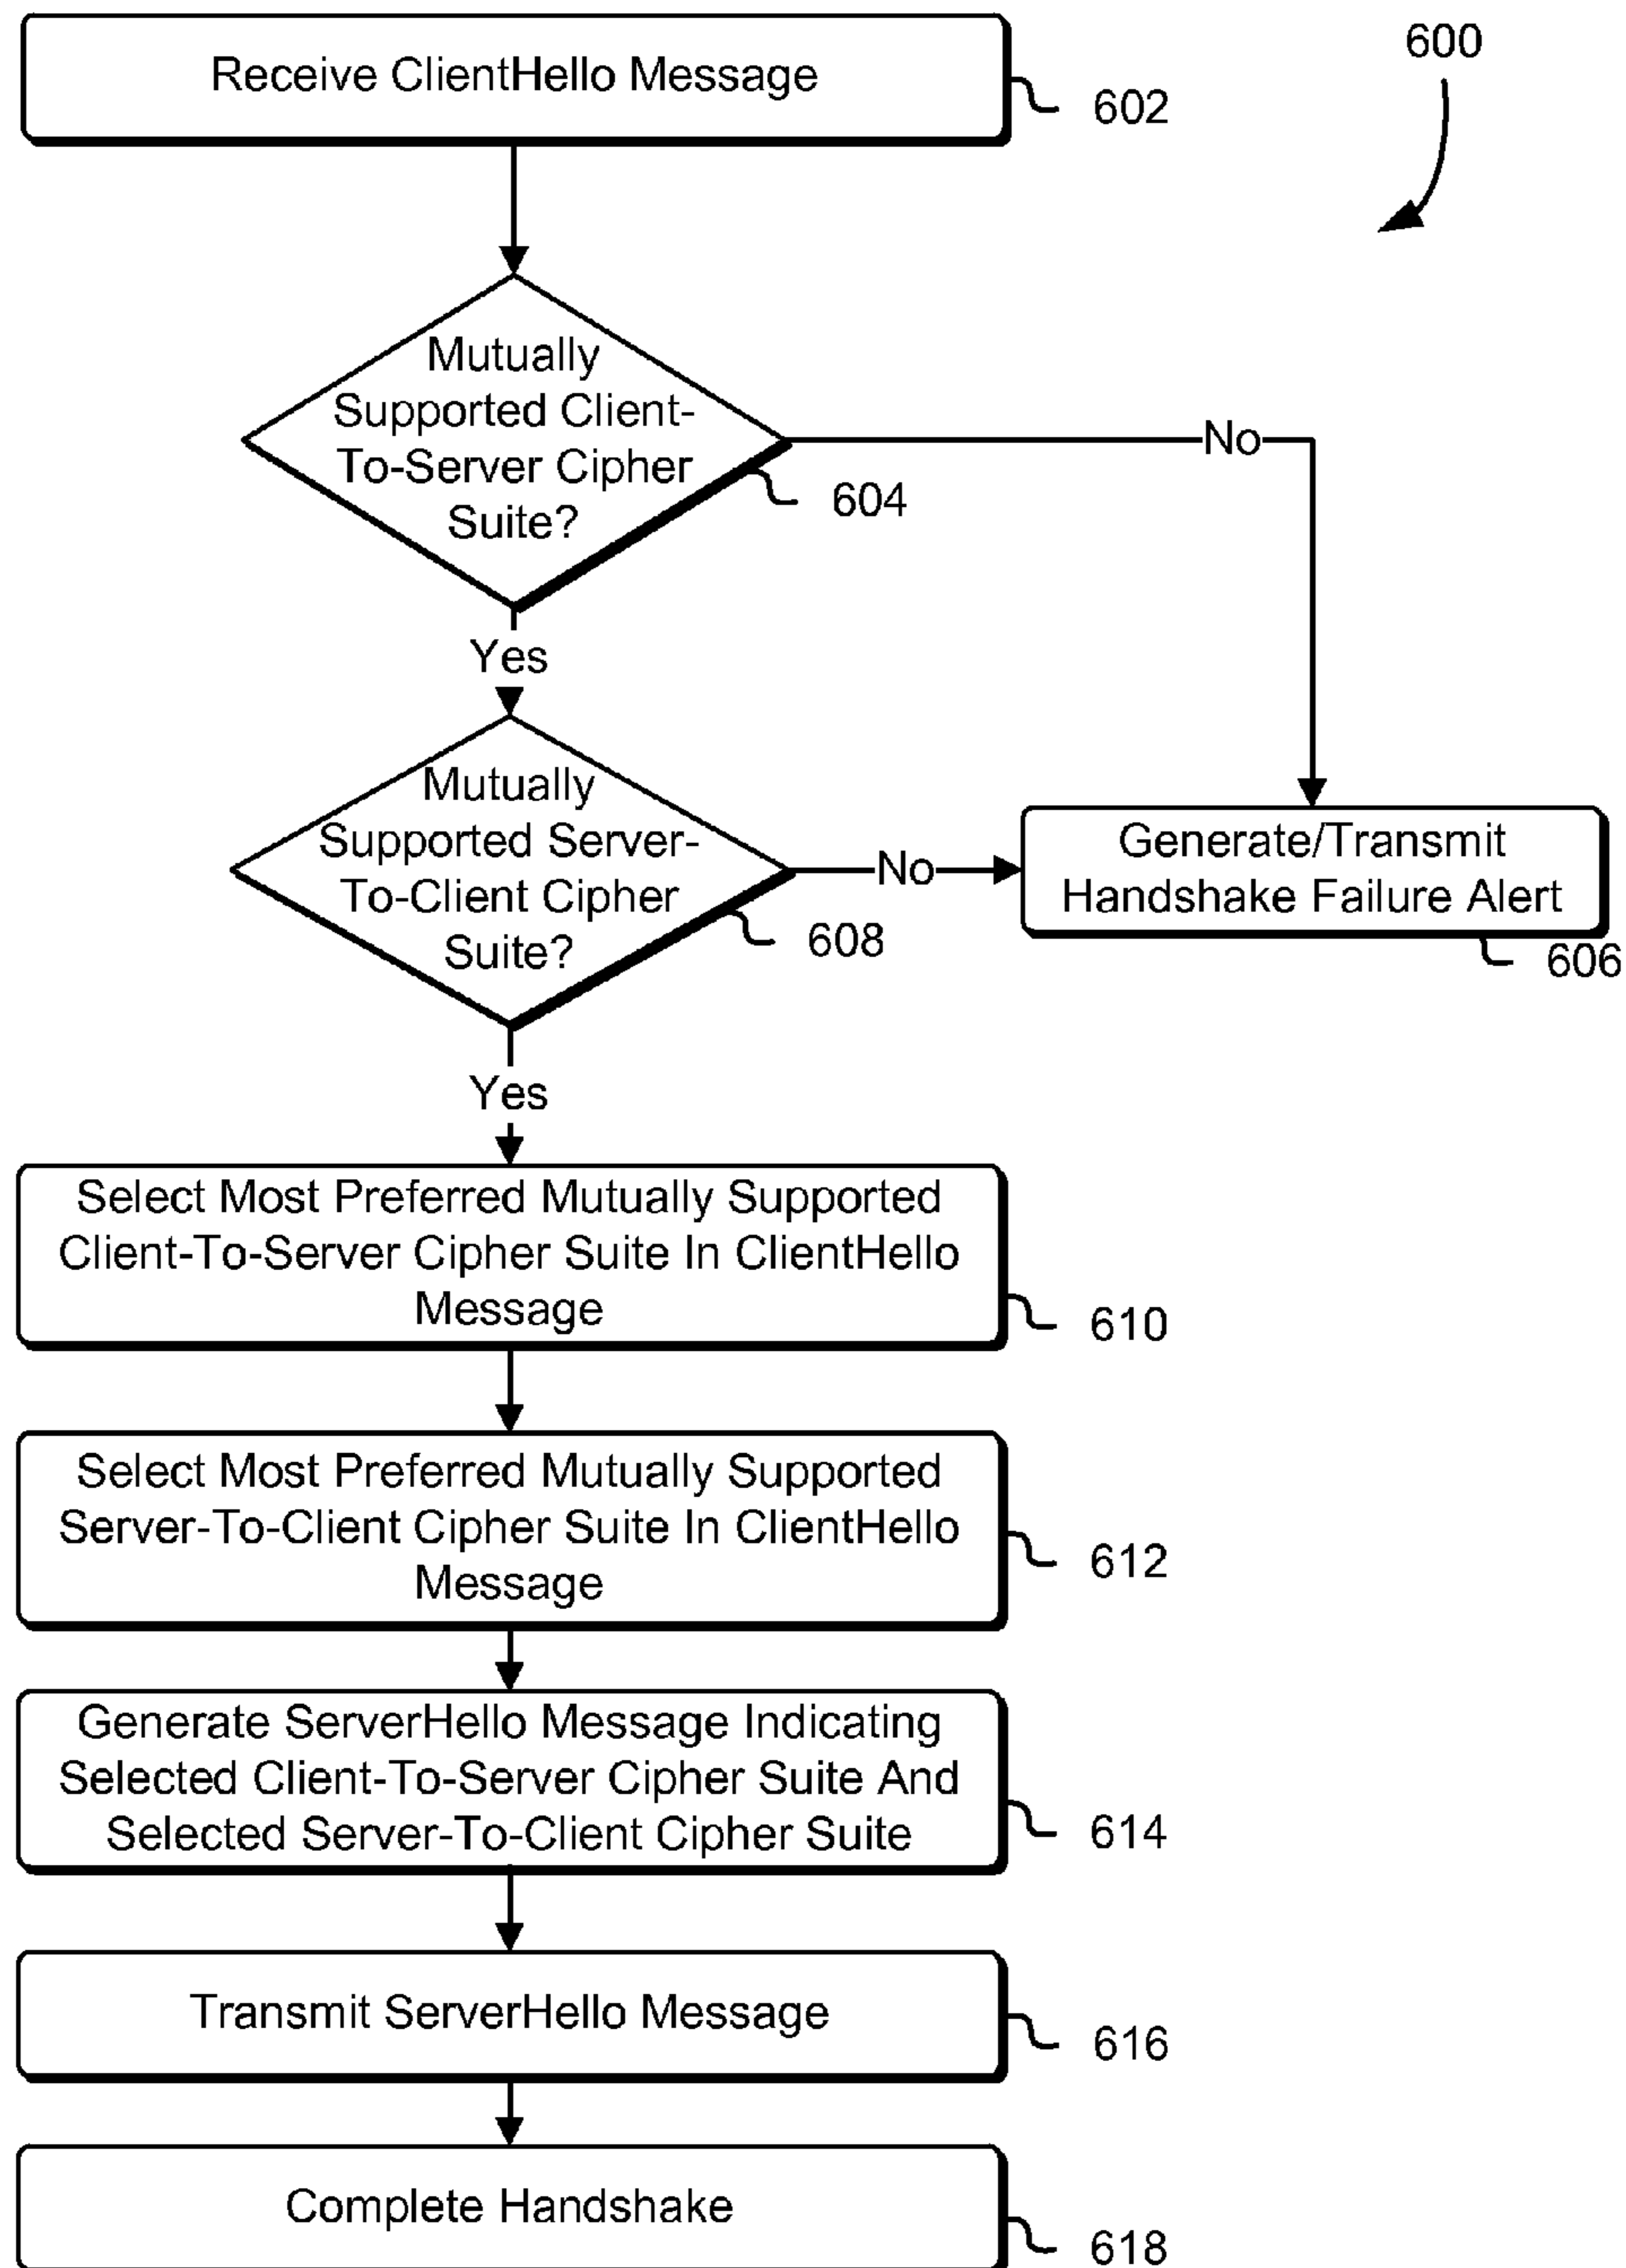 Receive ClientHello Message
600
602
Mutually
Supported Client-
To-Server Cipher
Suite?
604
No
Yes
Mutually
Supported Server-
To-Client Cipher
Suite?
608
No
Generate/Transmit
Handshake Failure Alert
606
Yes
Select Most Preferred Mutually Supported
Client-To-Server Cipher Suite In ClientHello
Message
610
Select Most Preferred Mutually Supported
Server-To-Client Cipher Suite In ClientHello
Message
612
Generate ServerHello Message Indicating
Selected Client-To-Server Cipher Suite And
Selected Server-To-Client Cipher Suite
614
Transmit ServerHello Message
616
Complete Handshake
618